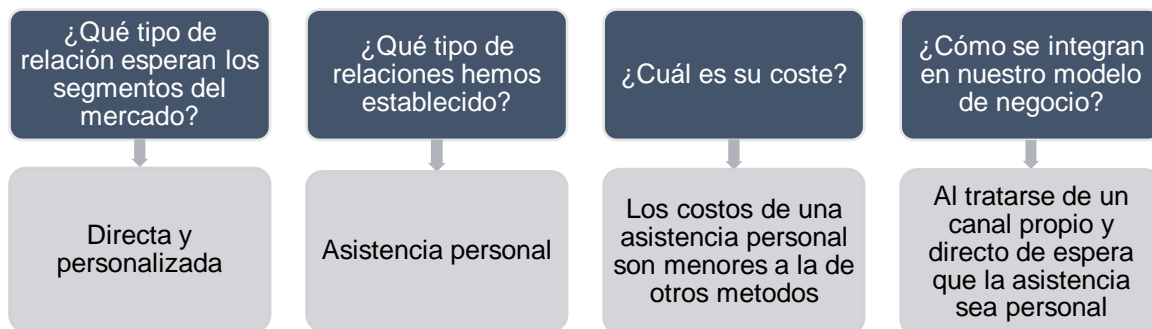 ¿Qué tipo de
relación esperan los
segmentos del
mercado?
Directa y
personalizada
¿Qué tipo de
relaciones hemos
establecido?
Asistencia personal
¿Cuál es su coste?
Los costos de una
asistencia personal
son menores a la de
otros metodos
¿Cómo se integran
en nuestro modelo
de negocio?
Al tratarse de un
canal propio y
directo de espera
que la asistencia
sea personal